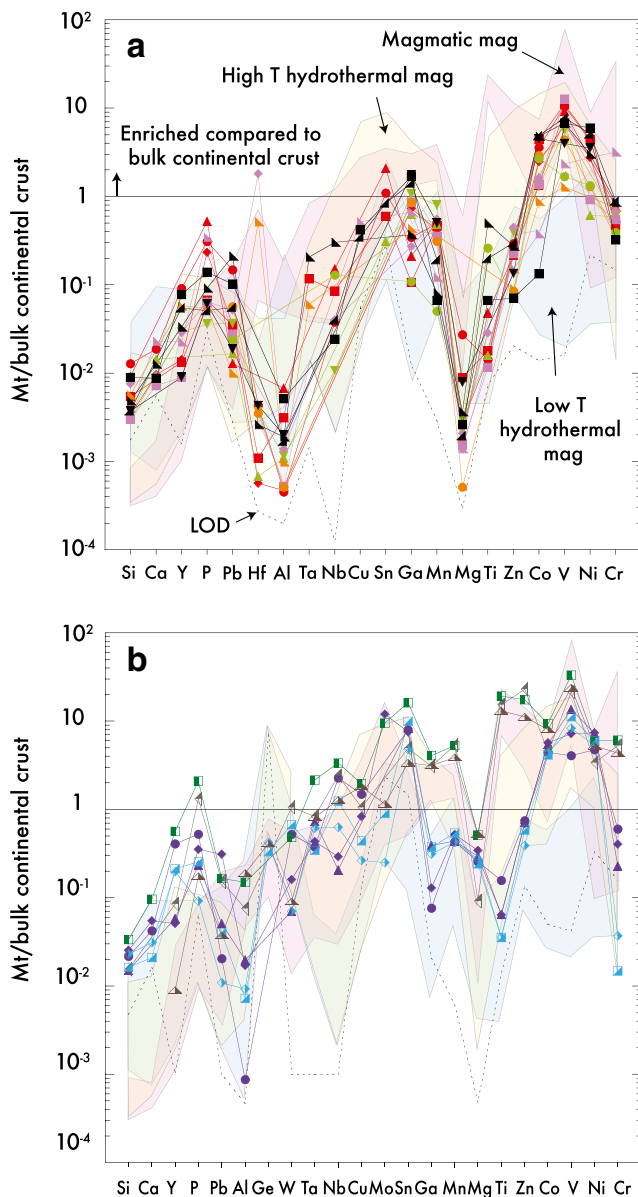 a
Magmatic mag
High T hydrothermal mag
Enriched compared to
bulk continental crust
Low T
hydrothermal
mag
LOD
Mt/bulk continental crust
10²
10
1
10⁻¹
10⁻²
10⁻³
10⁻⁴
Si Ca Y P Pb Hf Al Ta Nb Cu Sn Ga Mn Mg Ti Zn Co V Ni Cr
b
Mt/bulk continental crust
10²
10
1
10⁻¹
10⁻²
10⁻³
10⁻⁴
Si Ca Y P Pb Al Ge W Ta Nb Cu Mo Sn Ga Mn Mg Ti Zn Co V Ni Cr